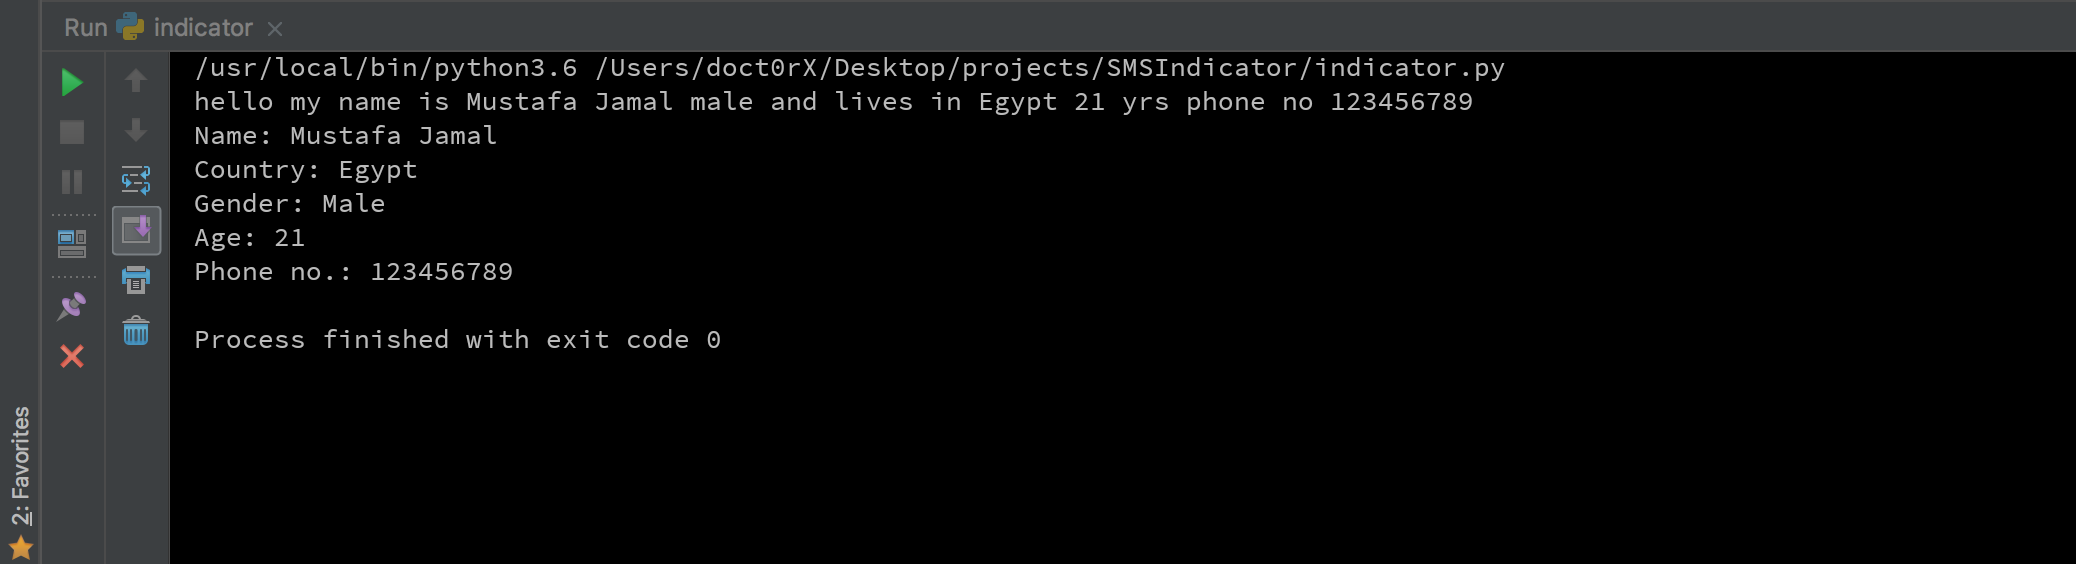 Run indicator
/usr/local/bin/python3.6 /Users/doct0rX/Desktop/projects/SMSIndicator/indicator.py
hello my name is Mustafa Jamal male and lives in Egypt 21 yrs phone no 123456789
Name: Mustafa Jamal
Country: Egypt
Gender: Male
Age: 21
Phone no.: 123456789
Process finished with exit code 0
2: Favorites